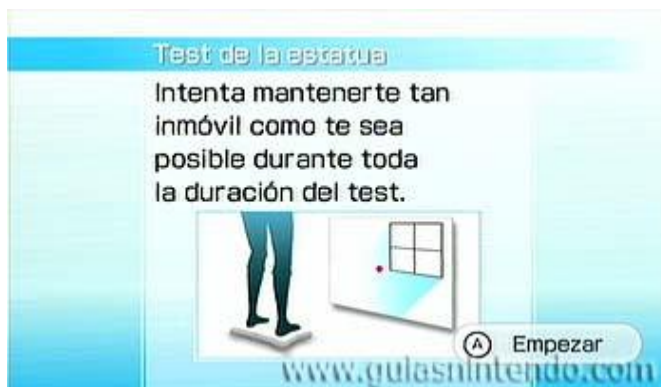 Test de la estatua
Intenta mantenerte tan
inmóvil como te sea
posible durante toda
la duración del test.
A Empezar
www.guiasnintendo.com